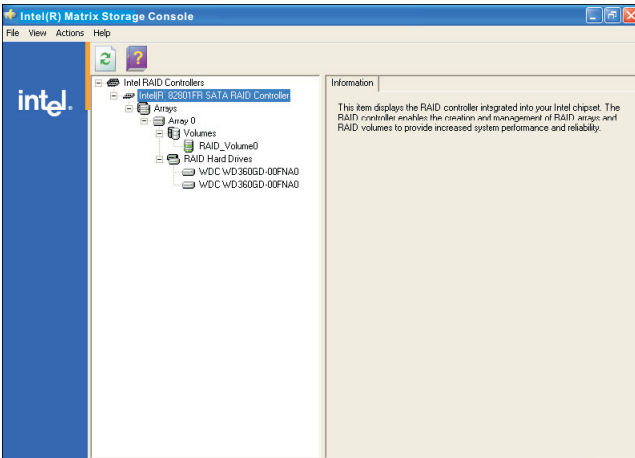 Intel(R) Matrix Storage Console
File View Actions Help
intel.
Intel RAID Controllers
Intel(R 82801FR SATA RAID Controller
Arrays
Array 0
Volumes
RAID_Volume0
RAID Hard Drives
WDC WD360GD-00FNA0
WDC WD360GD-00FNA0
Information
This item displays the RAID controller integrated into your Intel chipset. The
RAID controller enables the creation and management of RAID arrays and
RAID volumes to provide increased system performance and reliability.